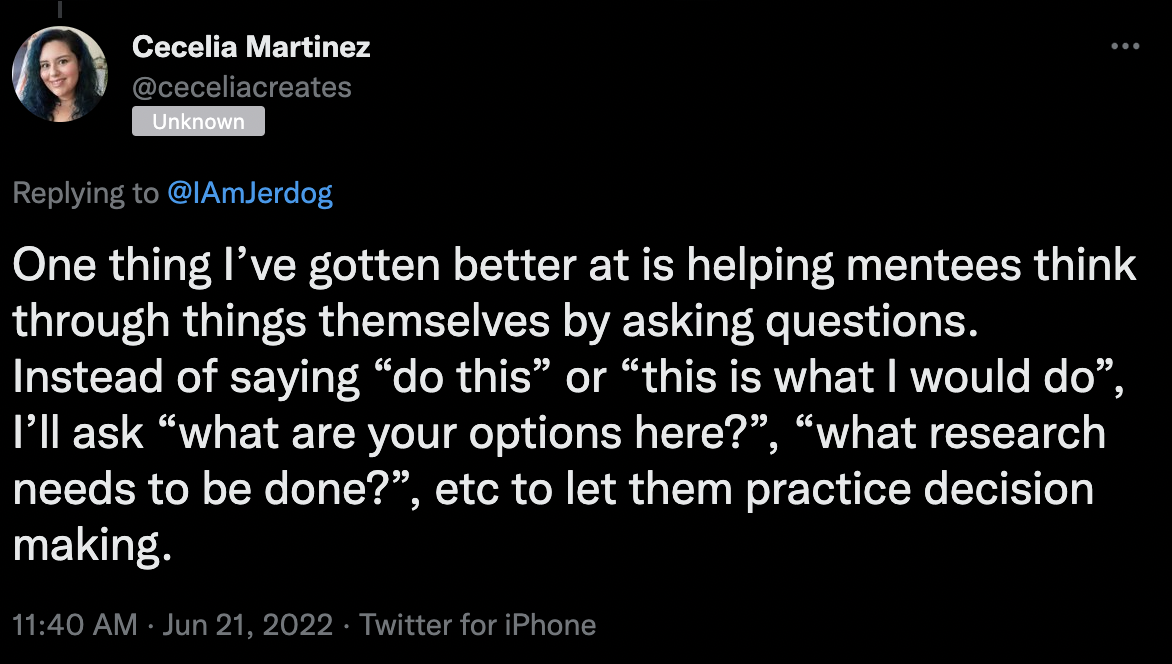 Cecelia Martinez
@ceceliacreates
Unknown
Replying to @IAmJerdog
One thing I’ve gotten better at is helping mentees think
through things themselves by asking questions.
Instead of saying “do this” or “this is what I would do”,
I’ll ask “what are your options here?”, “what research
needs to be done?”, etc to let them practice decision
making.
11:40 AM · Jun 21, 2022 · Twitter for iPhone